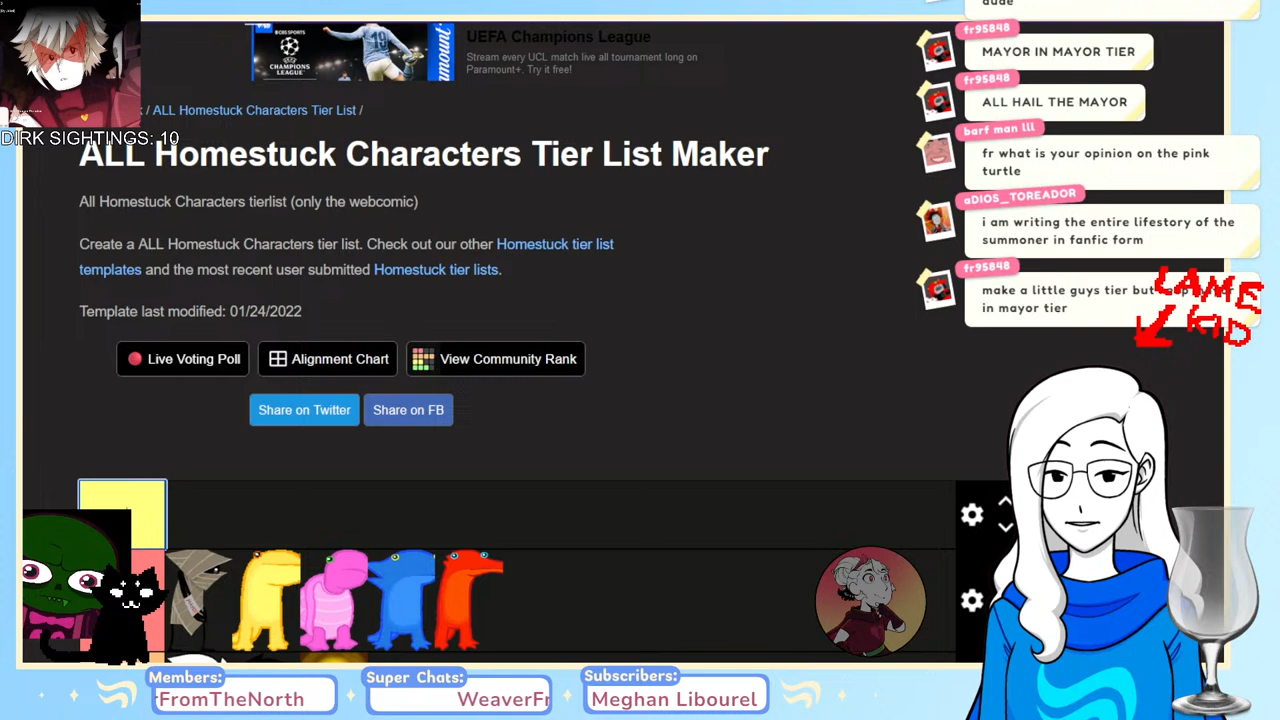 DIRK SIGHTINGS: 10
CBS SPORTS
CHAMPIONS
LEAGUE
19
UEFA Champions League
Stream every UCL match live all tournament long on
Paramount+. Try it free!
/ ALL Homestuck Characters Tier List /
ALL Homestuck Characters Tier List Maker
All Homestuck Characters tierlist (only the webcomic)
Create a ALL Homestuck Characters tier list. Check out our other Homestuck tier list
templates and the most recent user submitted Homestuck tier lists.
Template last modified: 01/24/2022
Live Voting Poll
Alignment Chart
View Community Rank
Share on Twitter
Share on FB
dude
fr95848
MAYOR IN MAYOR TIER
fr95848
ALL HAIL THE MAYOR
barf man lll
fr what is your opinion on the pink
turtle
aDIOS_TOREADOR
i am writing the entire lifestory of the
summoner in fanfic form
fr95848
make a little guys tier but
in mayor tier
LAME
KID
Members:
FromTheNorth
Super Chats:
WeaverFr
Subscribers:
Meghan Libourel